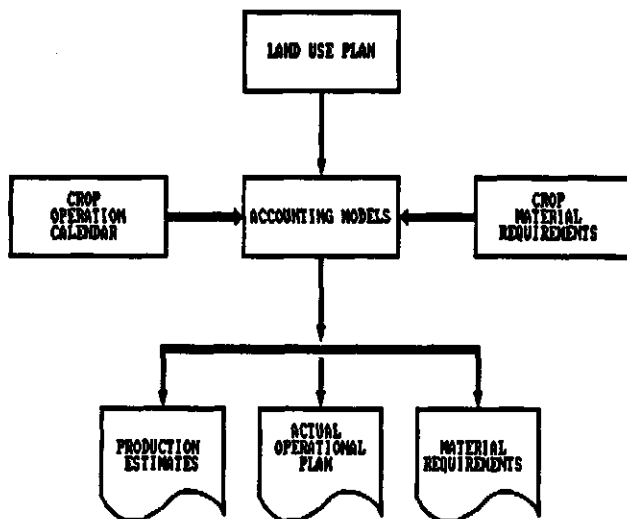 LAND USE PLAN
CROP
OPERATION
CALENDAR
ACCOUNTING MODELS
CROP
MATERIAL
REQUIREMENTS
PRODUCTION
ESTIMATES
ACTUAL
OPERATIONAL
PLAN
MATERIAL
REQUIREMENTS